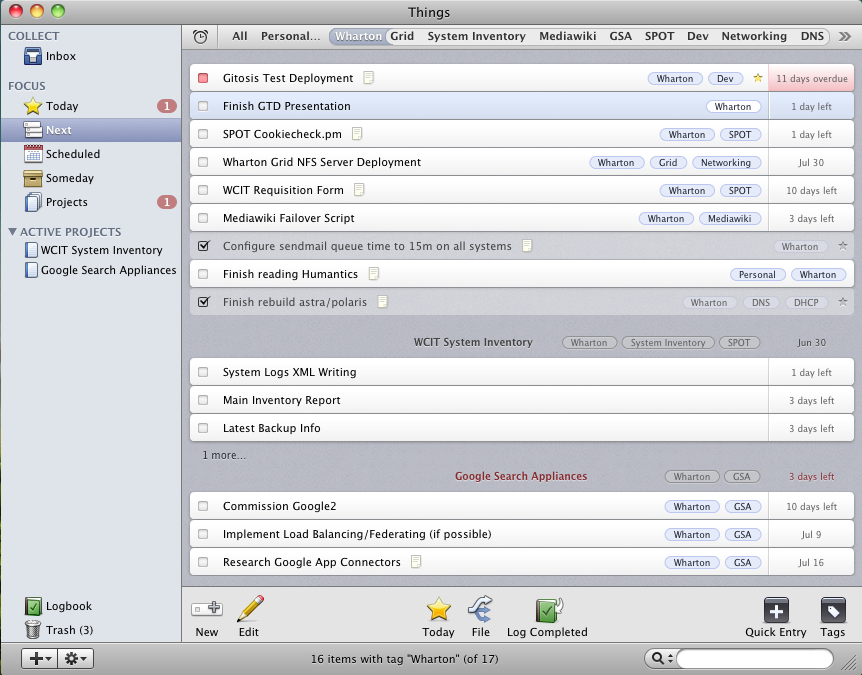 Things
COLLECT
Inbox
FOCUS
Today 1
Next
Scheduled
Someday
Projects 1
ACTIVE PROJECTS
WCIT System Inventory
Google Search Appliances
Logbook
Trash (3)
All Personal... Wharton Grid System Inventory Mediawiki GSA SPOT Dev Networking DNS »
Gitosis Test Deployment Wharton Dev 11 days overdue
Finish GTD Presentation Wharton 1 day left
SPOT Cookiecheck.pm Wharton SPOT 1 day left
Wharton Grid NFS Server Deployment Wharton Grid Networking Jul 30
WCIT Requisition Form Wharton SPOT 10 days left
Mediawiki Failover Script Wharton Mediawiki 3 days left
Configure sendmail queue time to 15m on all systems Wharton
Finish reading Humantics Personal Wharton
Finish rebuild astra/polaris Wharton DNS DHCP
WCIT System Inventory Wharton System Inventory SPOT Jun 30
System Logs XML Writing 1 day left
Main Inventory Report 3 days left
Latest Backup Info 3 days left
1 more...
Google Search Appliances Wharton GSA 3 days left
Commission Google2 Wharton GSA 10 days left
Implement Load Balancing/Federating (if possible) Wharton GSA Jul 9
Research Google App Connectors Wharton GSA Jul 16
New Edit Today File Log Completed Quick Entry Tags
16 items with tag "Wharton" (of 17)